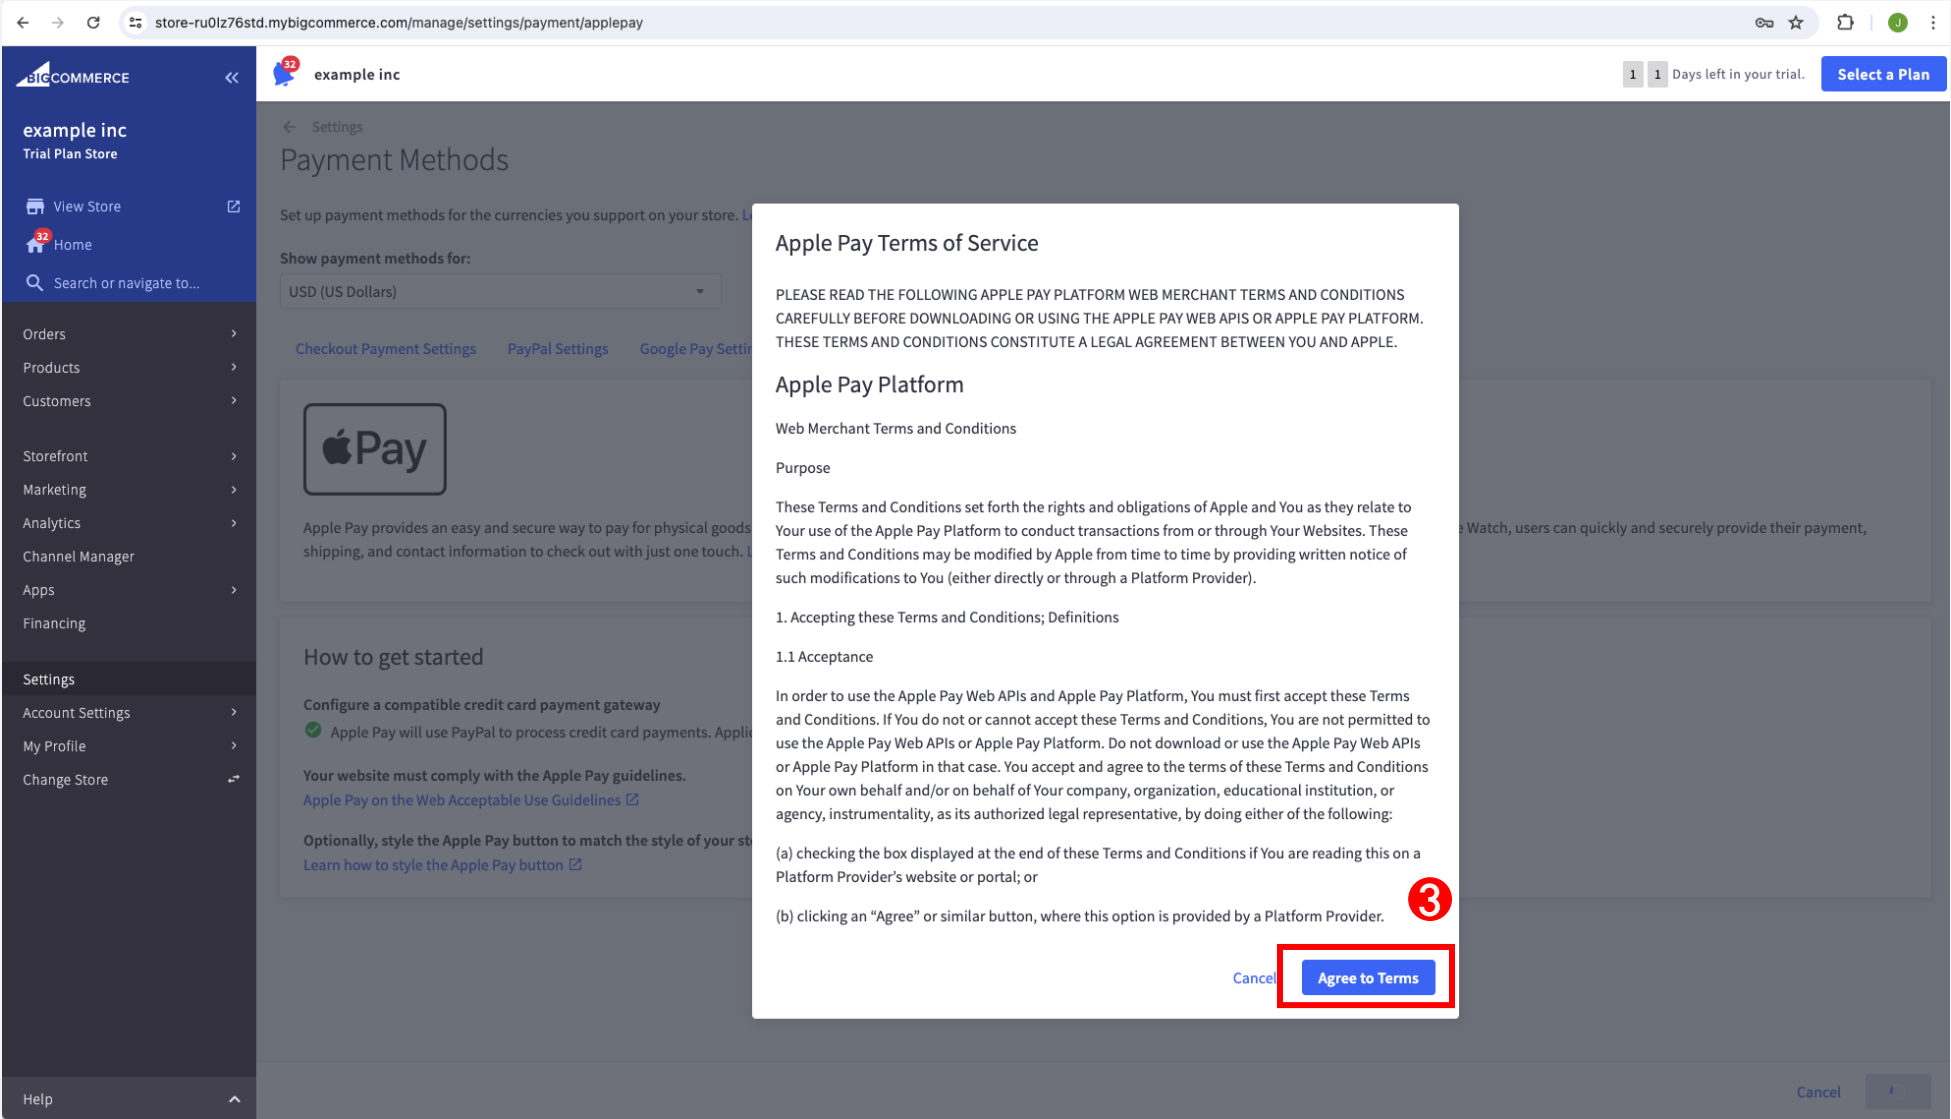 store-ru0lz76std.mybigcommerce.com/manage/settings/payment/applepay
J
BIGCOMMERCE
32
example inc
1 1 Days left in your trial.
Select a Plan
example inc
Trial Plan Store
View Store
32
Home
Search or navigate to...
Orders
Products
Customers
Storefront
Marketing
Analytics
Channel Manager
Apps
Financing
Settings
Account Settings
My Profile
Change Store
Help
Settings
Payment Methods
Set up payment methods for the currencies you support on your store.
Show payment methods for:
USD (US Dollars)
Checkout Payment Settings
PayPal Settings
Google Pay
Pay
Apple Pay provides an easy and secure way to pay for physical goods
Watch, users can quickly and securely provide their payment,
shipping, and contact information to check out with just one touch.
How to get started
Configure a compatible credit card payment gateway
Apple Pay will use PayPal to process credit card payments.
Your website must comply with the Apple Pay guidelines.
Apple Pay on the Web Acceptable Use Guidelines
Optionally, style the Apple Pay button to match the style of your
Learn how to style the Apple Pay button
Apple Pay Terms of Service
PLEASE READ THE FOLLOWING APPLE PAY PLATFORM WEB MERCHANT TERMS AND CONDITIONS
CAREFULLY BEFORE DOWNLOADING OR USING THE APPLE PAY WEB APIS OR APPLE PAY PLATFORM.
THESE TERMS AND CONDITIONS CONSTITUTE A LEGAL AGREEMENT BETWEEN YOU AND APPLE.
Apple Pay Platform
Web Merchant Terms and Conditions
Purpose
These Terms and Conditions set forth the rights and obligations of Apple and You as they relate to
Your use of the Apple Pay Platform to conduct transactions from or through Your Websites. These
Terms and Conditions may be modified by Apple from time to time by providing written notice of
such modifications to You (either directly or through a Platform Provider).
1. Accepting these Terms and Conditions; Definitions
1.1 Acceptance
In order to use the Apple Pay Web APIs and Apple Pay Platform, You must first accept these Terms
and Conditions. If You do not or cannot accept these Terms and Conditions, You are not permitted to
use the Apple Pay Web APIs or Apple Pay Platform. Do not download or use the Apple Pay Web APIs
or Apple Pay Platform in that case. You accept and agree to the terms of these Terms and Conditions
on Your own behalf and/or on behalf of Your company, organization, educational institution, or
agency, instrumentality, as its authorized legal representative, by doing either of the following:
(a) checking the box displayed at the end of these Terms and Conditions if You are reading this on a
Platform Provider’s website or portal; or
(b) clicking an “Agree” or similar button, where this option is provided by a Platform Provider.
3
Cancel
Agree to Terms
Cancel